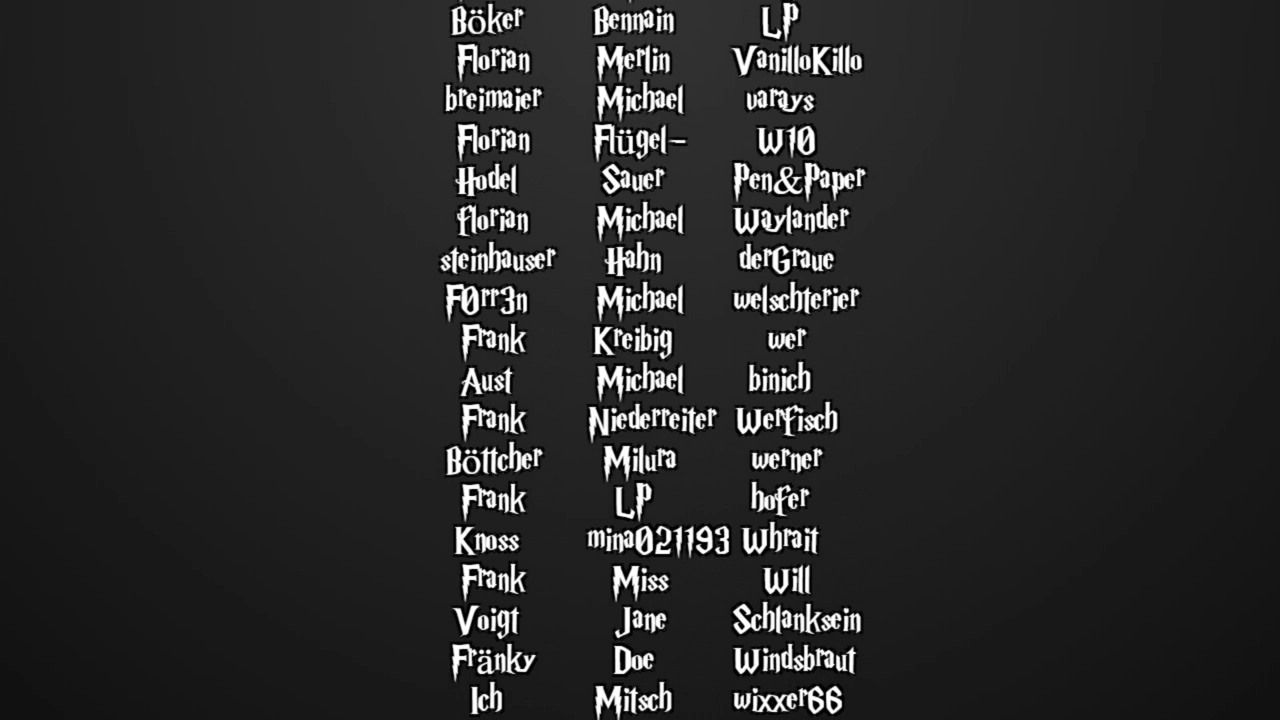 Böker Bennain LP
Florian Merlin VanilloKillo
breimaier Michael varays
Florian Flügel- W10
Hodel Sauer Pen&Paper
florian Michael Waylander
steinhauser Hahn derGraue
F0rr3n Michael welschterier
Frank Kreibig wer
Aust Michael binich
Frank Niederreiter Werfisch
Böttcher Milura werner
Frank LP hofer
Knoss mina021193 Whrait
Frank Miss Will
Voigt Jane Schlanksein
Fränky Doe Windsbraut
Ich Mitsch wixxer66